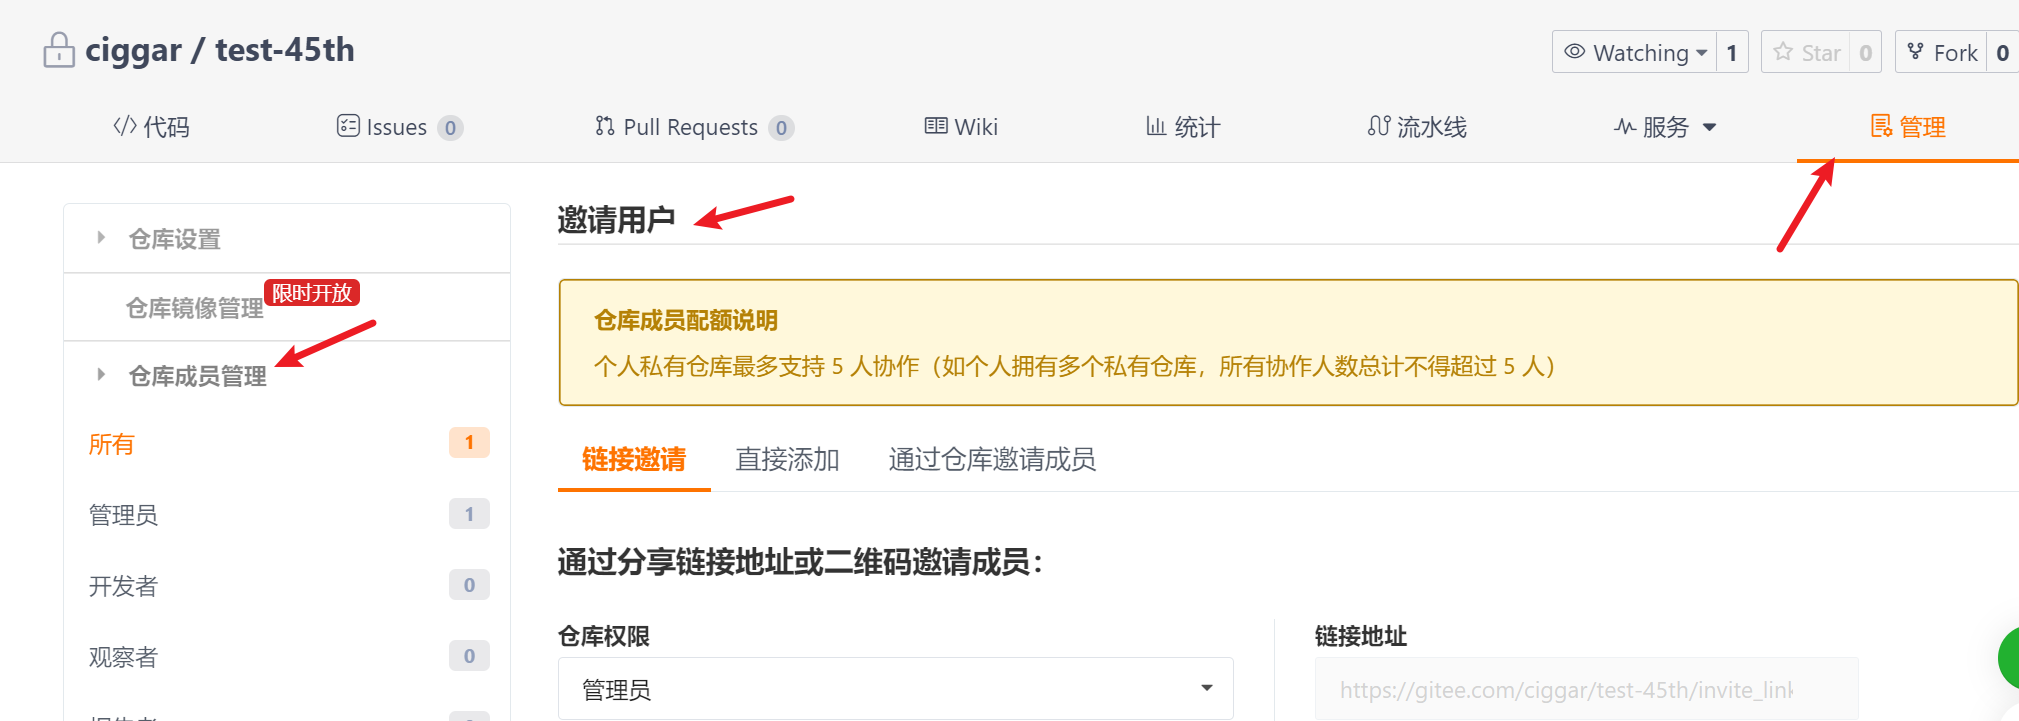 ciggar / test-45th
Watching 1
Star 0
Fork 0
代码
Issues 0
Pull Requests 0
Wiki
统计
流水线
服务
管理
仓库设置
仓库镜像管理 限时开放
仓库成员管理
所有 1
管理员 1
开发者 0
观察者 0
邀请用户
仓库成员配额说明
个人私有仓库最多支持 5 人协作（如个人拥有多个私有仓库，所有协作人数总计不得超过 5 人）
链接邀请 直接添加 通过仓库邀请成员
通过分享链接地址或二维码邀请成员：
仓库权限
管理员
链接地址
https://gitee.com/ciggar/test-45th/invite_link